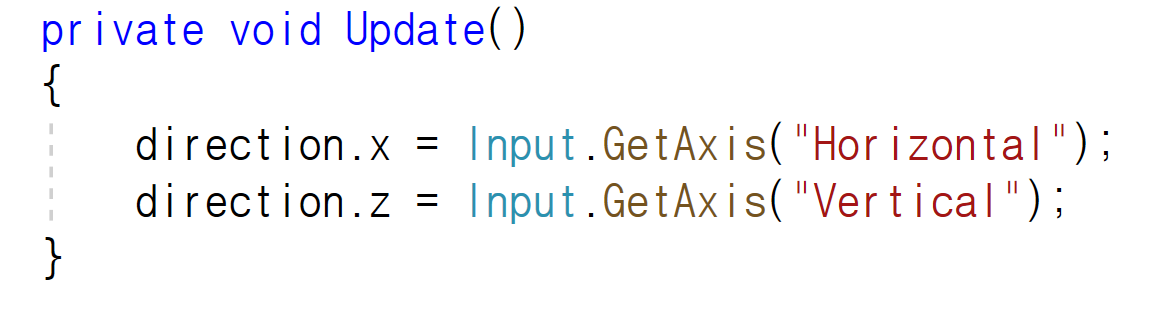 private void Update()
{
direction.x = Input.GetAxis("Horizontal");
direction.z = Input.GetAxis("Vertical");
}